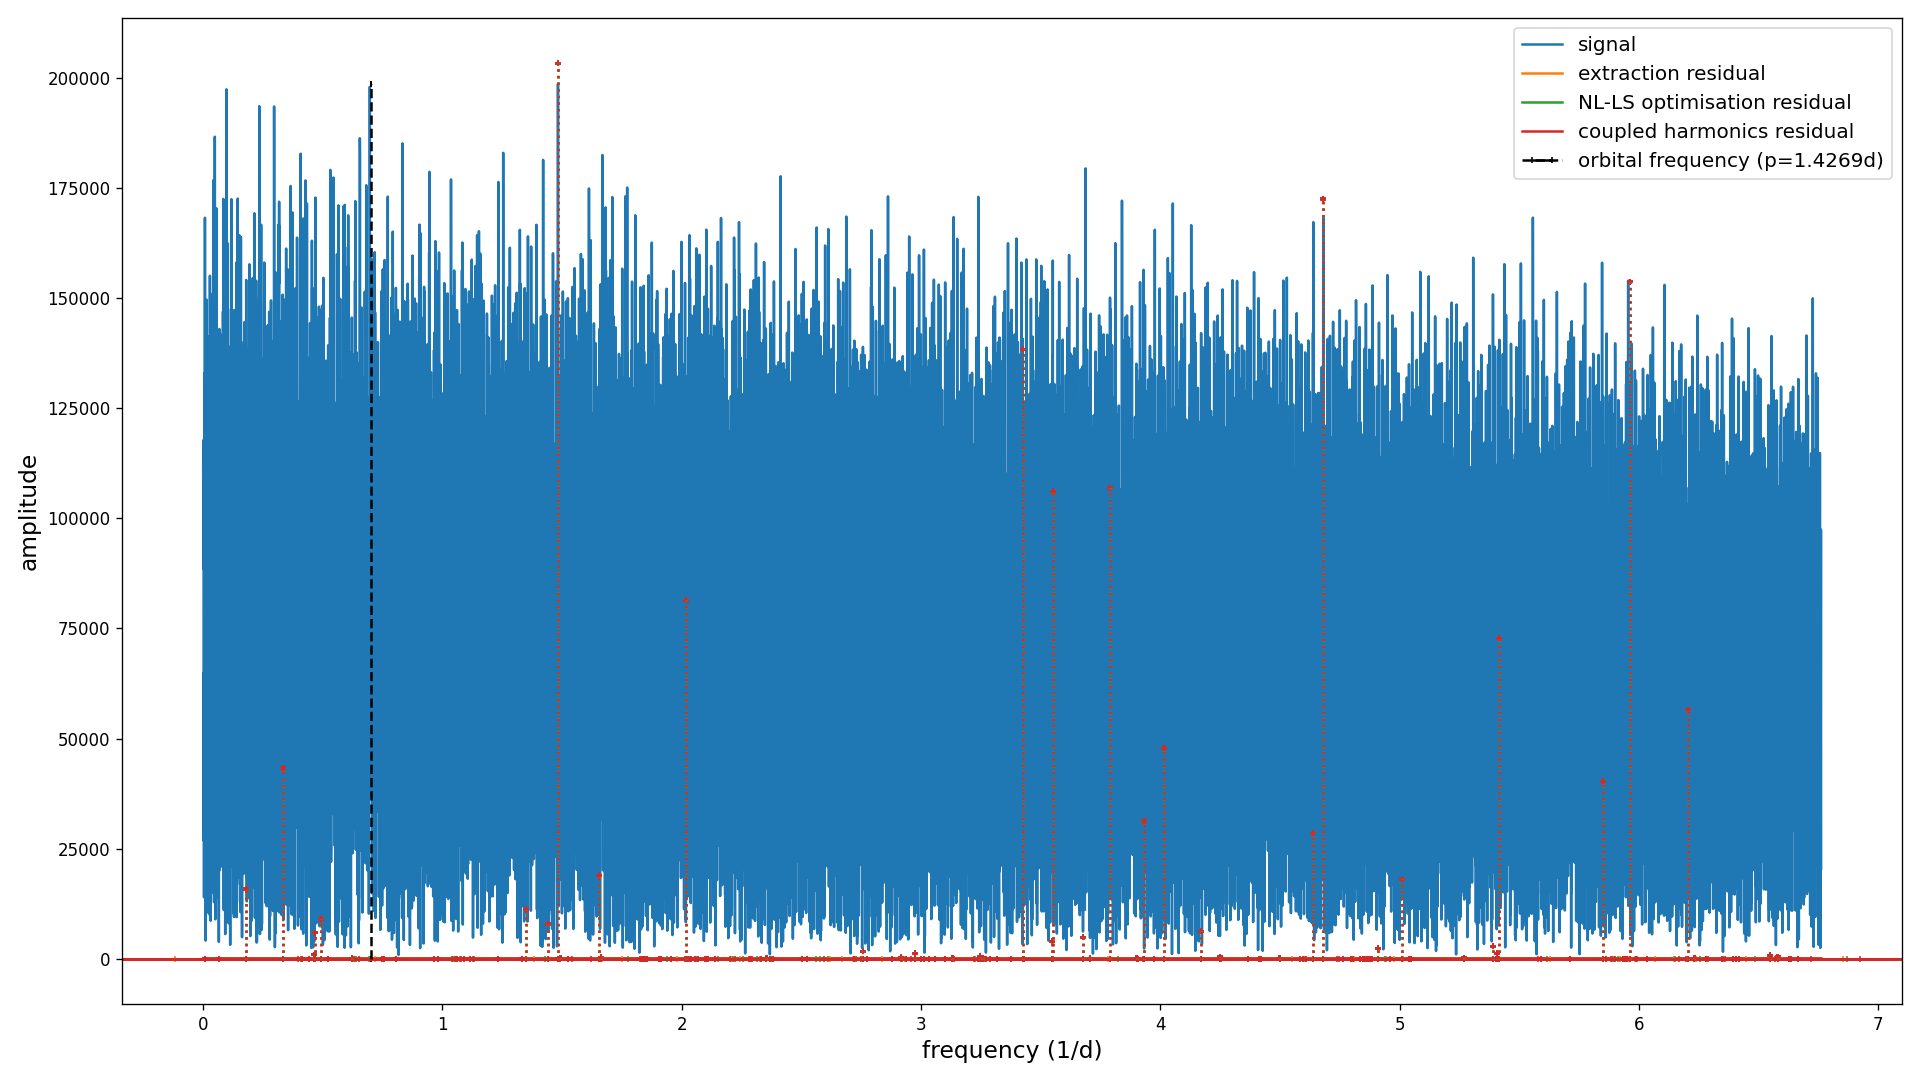 signal
extraction residual
NL-LS optimisation residual
coupled harmonics residual
orbital frequency (p=1.4269d)
200000
175000
150000
125000
100000
75000
50000
25000
0
amplitude
0 1 2 3 4 5 6 7
frequency (1/d)